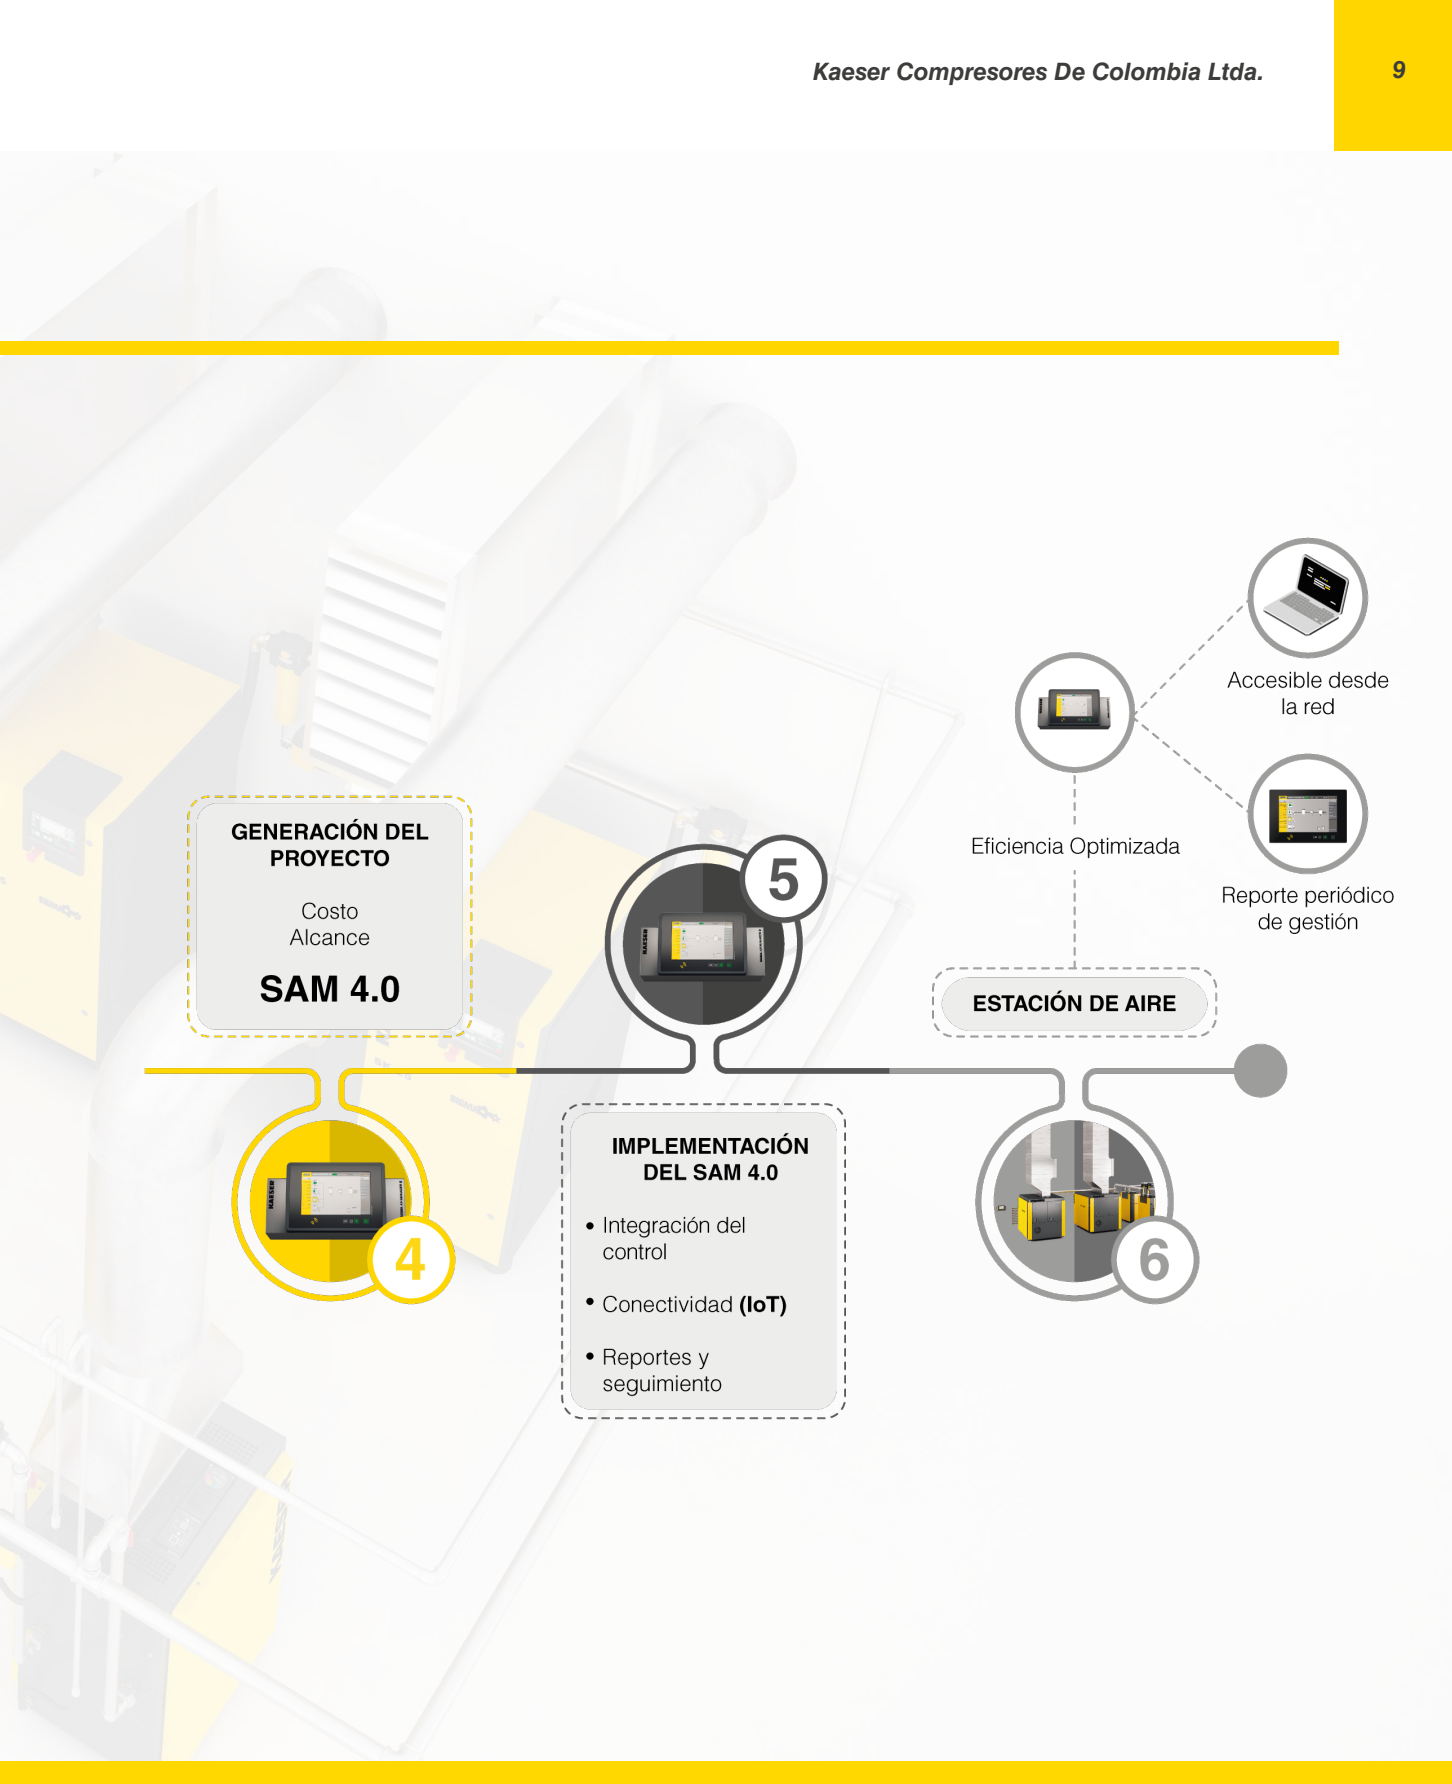 Kaeser Compresores De Colombia Ltda.
9
Accesible desde
la red
Eficiencia Optimizada
Reporte periódico
de gestión
GENERACIÓN DEL
PROYECTO
Costo
Alcance
SAM 4.0
5
KAESER
ESTACIÓN DE AIRE
KAESER
4
IMPLEMENTACIÓN
DEL SAM 4.0
• Integración del
control
• Conectividad (IoT)
• Reportes y
seguimiento
6